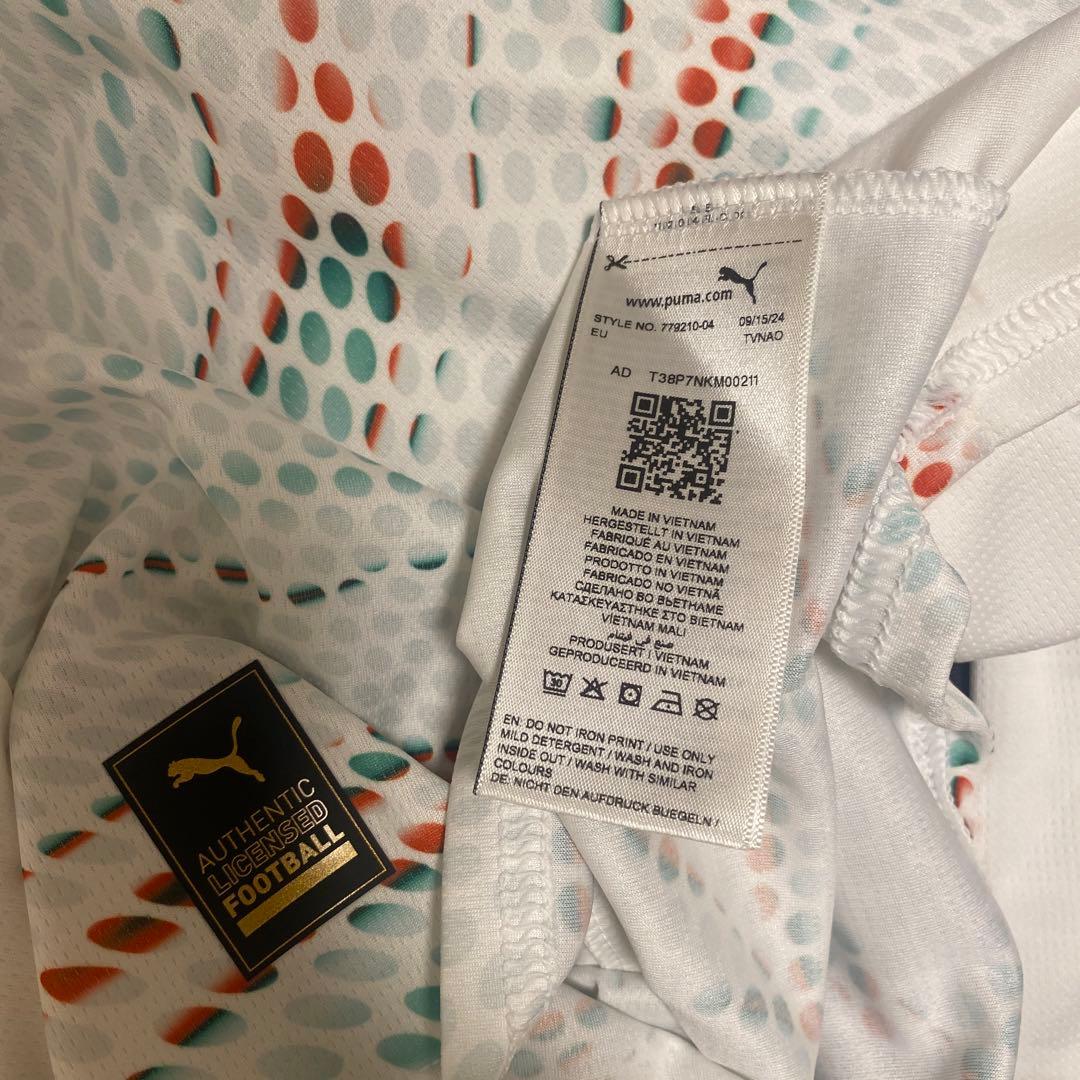 www.puma.com
STYLE NO. 779210-04 09/15/24
EU TVNAO
AD T38P7NKM00211
MADE IN VIETNAM
HERGESTELLT IN VIETNAM
FABRIQUÉ AU VIETNAM
FABRICADO EN VIETNAM
PRODOTTO IN VIETNAM
FABRICADO NO VIETNÃ
СДЕЛАНО ВО ВЬЕТНАМЕ
ΚΑΤΑΣΚΕΥΑΣΤΗΚΕ ΣΤΟ ΒΙΕΤΝΑΜ
VIETNAM MALI
صنع في فيتنام
PRODUSERT I VIETNAM
GEPRODUCEERD IN VIETNAM
30
EN: DO NOT IRON PRINT / USE ONLY
MILD DETERGENT / WASH AND IRON
INSIDE OUT / WASH WITH SIMILAR
COLOURS
DE: NICHT DEN AUFDRUCK BUEGELN /
AUTHENTIC
LICENSED
FOOTBALL